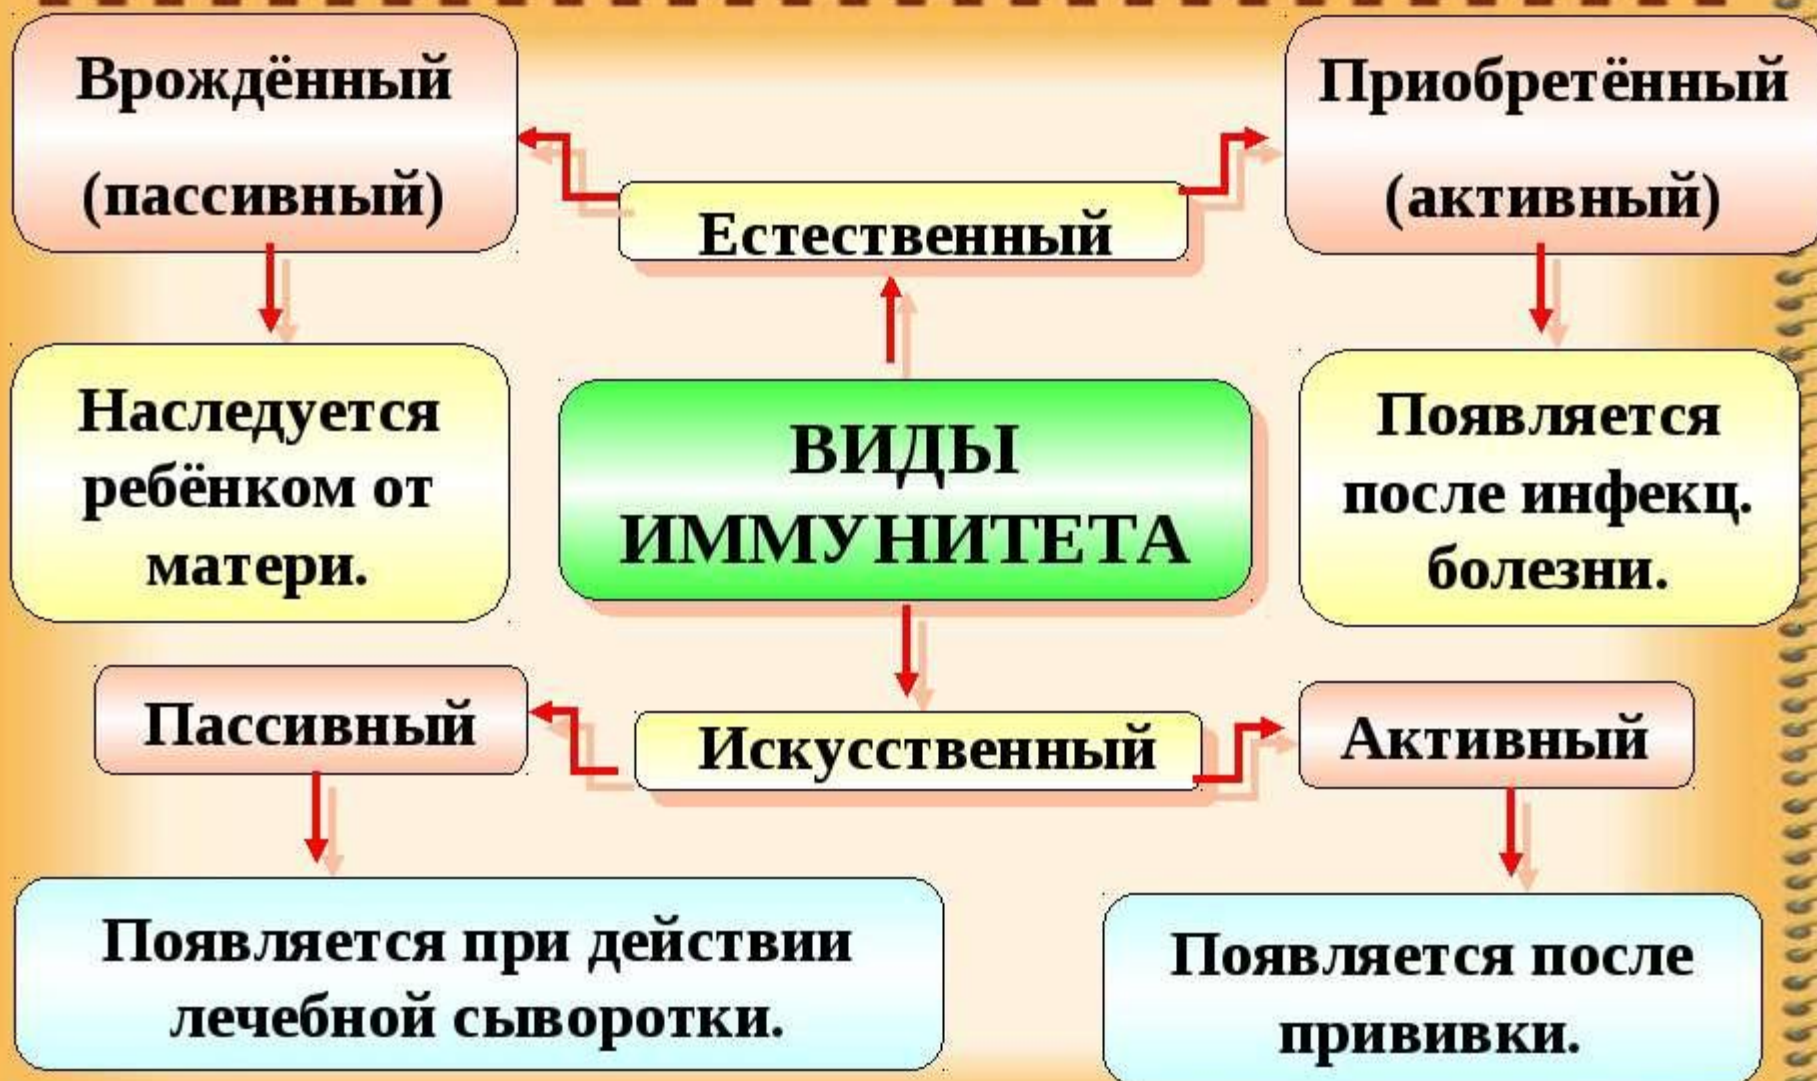 Врождённый
(пассивный)
Приобретённый
(активный)
Естественный
Наследуется
ребёнком от
матери.
ВИДЫ
ИММУНИТЕТА
Появляется
после инфекц.
болезни.
Пассивный
Искусственный
Активный
Появляется при действии
лечебной сыворотки.
Появляется после
прививки.